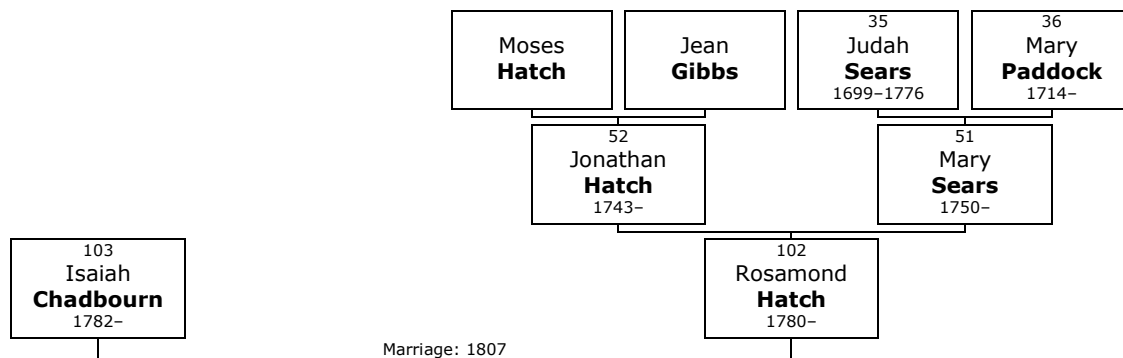 Moses
Hatch
Jean
Gibbs
35
Judah
Sears
1699–1776
36
Mary
Paddock
1714–
52
Jonathan
Hatch
1743–
51
Mary
Sears
1750–
103
Isaiah
Chadbourn
1782–
102
Rosamond
Hatch
1780–
Marriage: 1807